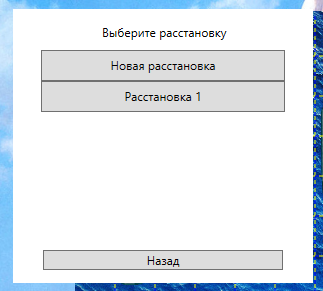 Выберите расстановку
Новая расстановка
Расстановка 1
Назад